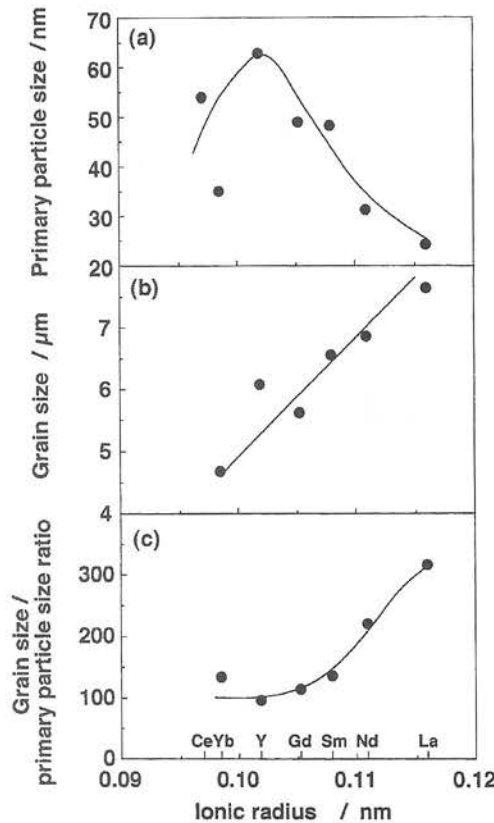 Primary particle size / nm
70
60
50
40
30
20
(a)
Grain size / µm
7
6
5
4
(b)
Grain size /
primary particle size ratio
300
200
100
0
(c)
Ce Yb Y Gd Sm Nd La
0.09 0.10 0.11 0.12
Ionic radius / nm